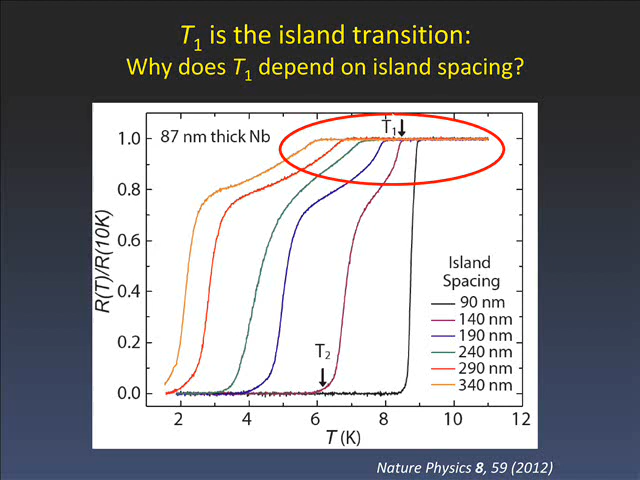 T₁ is the island transition:
Why does T₁ depend on island spacing?
87 nm thick Nb
T₁
T₂
R(T)/R(10K)
1.0
0.8
0.6
0.4
0.2
0.0
Island
Spacing
90 nm
140 nm
190 nm
240 nm
290 nm
340 nm
2 4 6 8 10 12
T (K)
Nature Physics 8, 59 (2012)